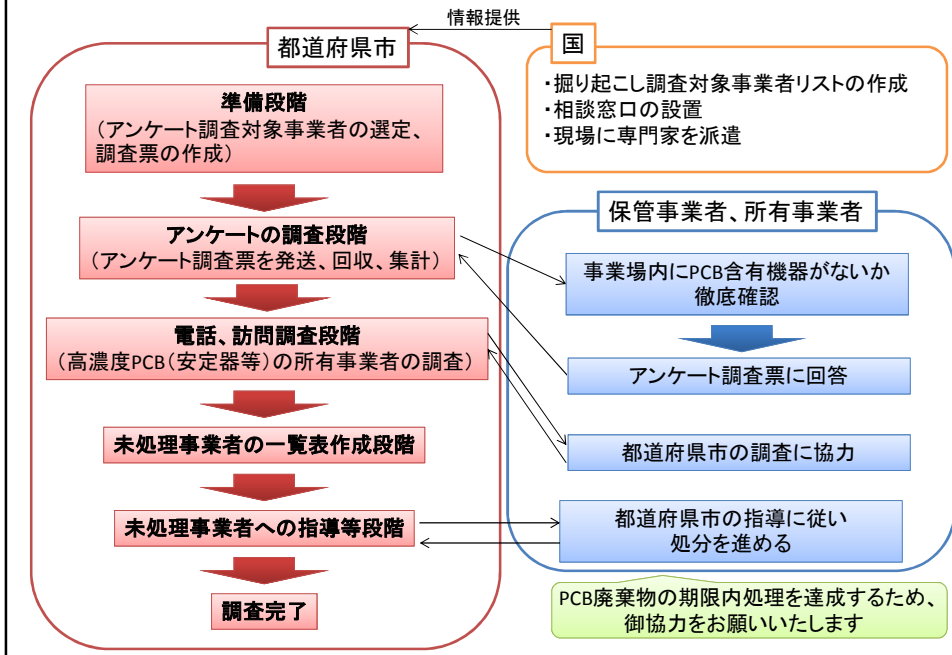 情報提供
都道府県市
準備段階
（アンケート調査対象事業者の選定、
調査票の作成）
アンケートの調査段階
（アンケート調査票を発送、回収、集計）
電話、訪問調査段階
（高濃度PCB（安定器等）の所有事業者の調査）
未処理事業者の一覧表作成段階
未処理事業者への指導等段階
調査完了
国
・掘り起こし調査対象事業者リストの作成
・相談窓口の設置
・現場に専門家を派遣
保管事業者、所有事業者
事業場内にPCB含有機器がないか
徹底確認
アンケート調査票に回答
都道府県市の調査に協力
都道府県市の指導に従い
処分を進める
PCB廃棄物の期限内処理を達成するため、
御協力をお願いいたします